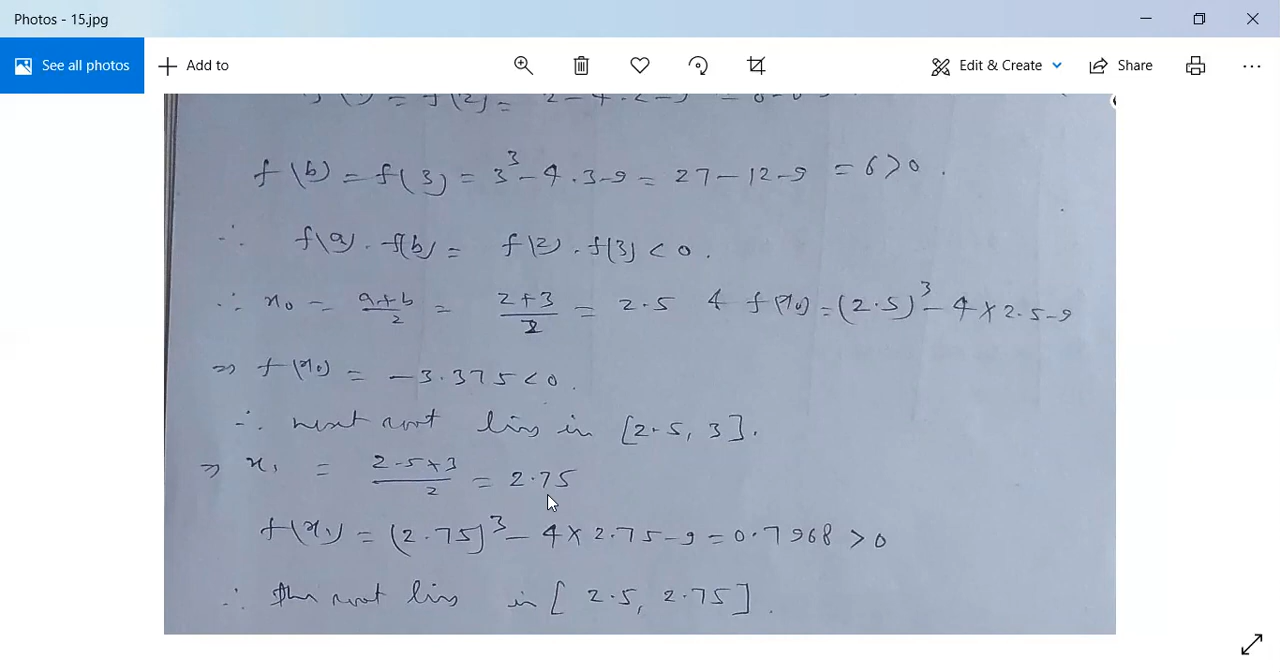 Photos - 15.jpg
See all photos
Add to
Edit & Create
Share
f(b) = f(3) = 3³ - 4.3 - 9 = 27 - 12 - 9 = 6 > 0.
∴ f(a) . f(b) = f(2) . f(3) < 0.
∴ x₀ = a+b/2 = 2+3/2 = 2.5 & f(x₀) = (2.5)³ - 4 × 2.5 - 9
⇒ f(x₀) = -3.375 < 0.
∴ next root lies in [2.5, 3].
⇒ x₁ = 2.5+3/2 = 2.75
f(x₁) = (2.75)³ - 4 × 2.75 - 9 = 0.7968 > 0
∴ The root lies in [2.5, 2.75].